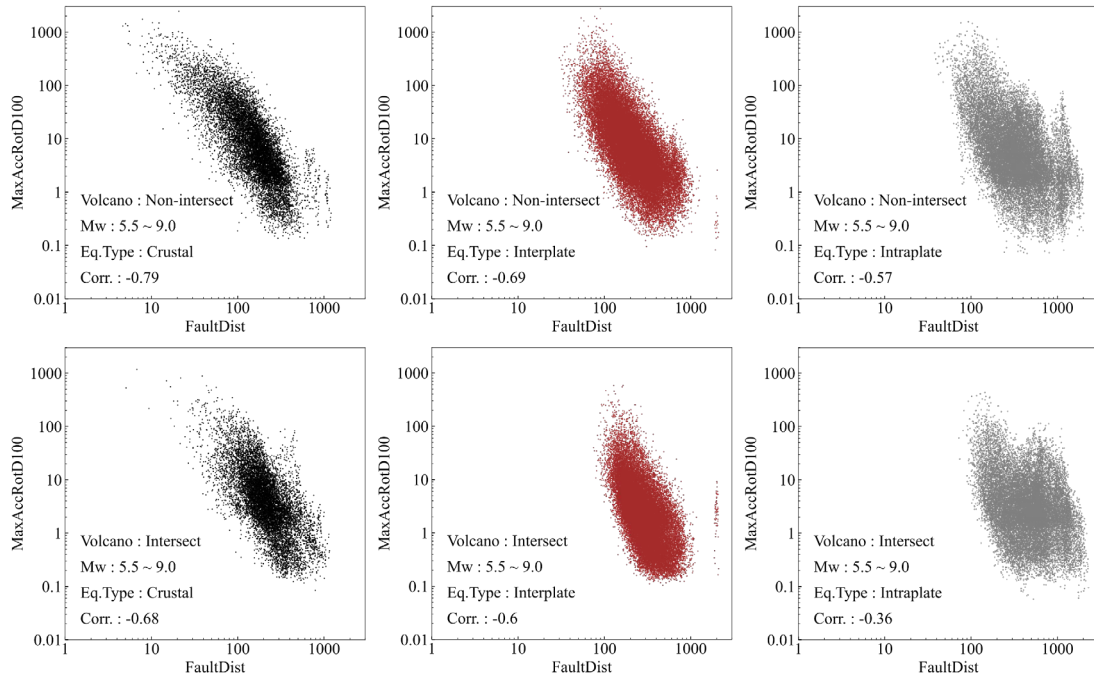 MaxAccRotD100
1000
100
10
1
0.1
0.01
Volcano : Non-intersect
Mw : 5.5 ~ 9.0
Eq.Type : Crustal
Corr. : -0.79
1 10 100 1000
FaultDist
MaxAccRotD100
1000
100
10
1
0.1
0.01
Volcano : Non-intersect
Mw : 5.5 ~ 9.0
Eq.Type : Interplate
Corr. : -0.69
1 10 100 1000
FaultDist
MaxAccRotD100
1000
100
10
1
0.1
0.01
Volcano : Non-intersect
Mw : 5.5 ~ 9.0
Eq.Type : Intraplate
Corr. : -0.57
1 10 100 1000
FaultDist
MaxAccRotD100
1000
100
10
1
0.1
0.01
Volcano : Intersect
Mw : 5.5 ~ 9.0
Eq.Type : Crustal
Corr. : -0.68
1 10 100 1000
FaultDist
MaxAccRotD100
1000
100
10
1
0.1
0.01
Volcano : Intersect
Mw : 5.5 ~ 9.0
Eq.Type : Interplate
Corr. : -0.6
1 10 100 1000
FaultDist
MaxAccRotD100
1000
100
10
1
0.1
0.01
Volcano : Intersect
Mw : 5.5 ~ 9.0
Eq.Type : Intraplate
Corr. : -0.36
1 10 100 1000
FaultDist